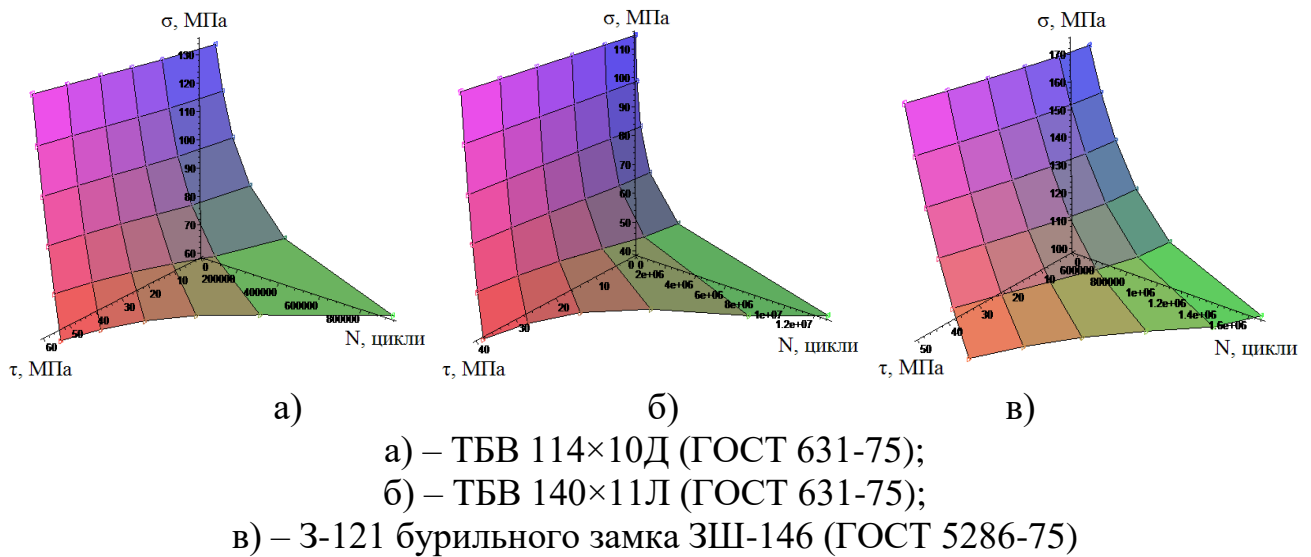 σ, МПа
130
120
110
100
90
80
70
60
0
10
20
30
40
50
60
200000
400000
600000
800000
N, цикли
τ, МПа
σ, МПа
110
100
90
80
70
60
50
40
0 0
10
20
30
40
2e+06
4e+06
6e+06
8e+06
1e+07
1.2e+07
N, цикли
τ, МПа
σ, МПа
170
160
150
130
120
110
100
0
10
20
30
40
50
600000
800000
1e+06
1.2e+06
1.4e+06
1.6e+06
N, цикли
τ, МПа
а) б) в)
а) – ТБВ 114×10Д (ГОСТ 631-75);
б) – ТБВ 140×11Л (ГОСТ 631-75);
в) – З-121 бурильного замка ЗШ-146 (ГОСТ 5286-75)